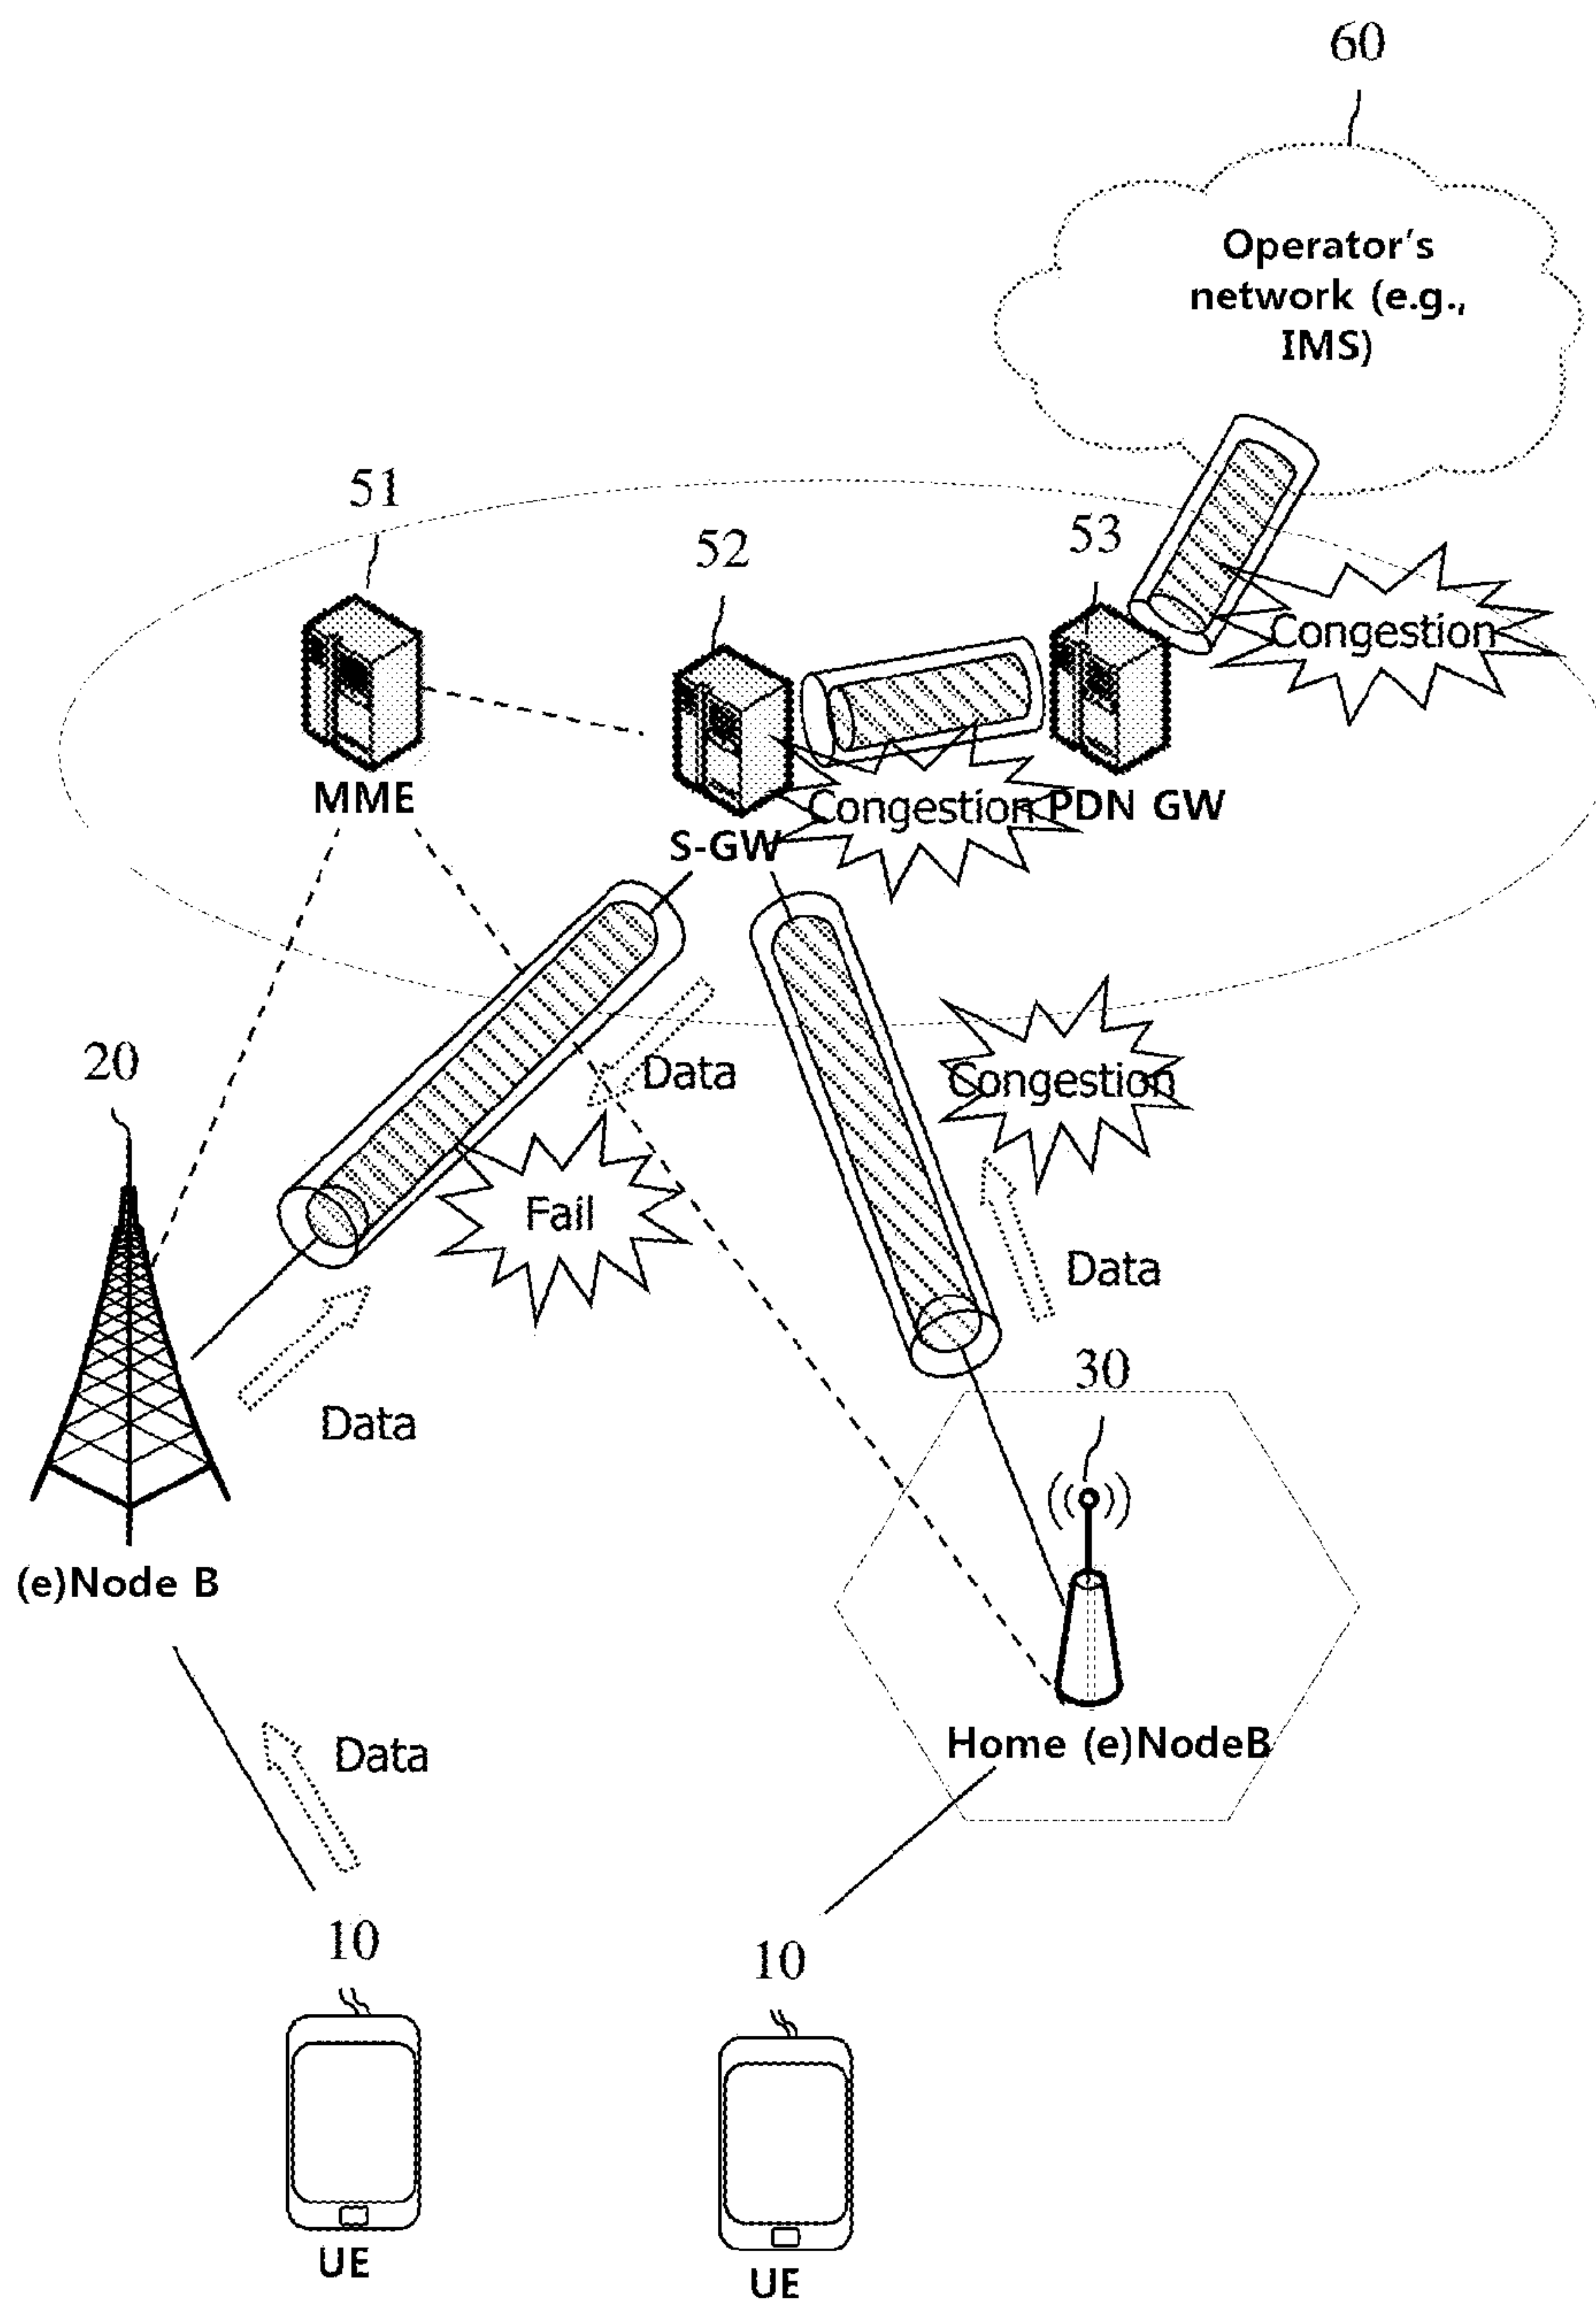 60
Operator's
network (e.g.,
IMS)
51
52
53
Congestion
MME
Congestion
PDN GW
S-GW
20
Data
Congestion
Fail
Data
30
Data
(e)Node B
Home (e)NodeB
Data
10
10
UE
UE